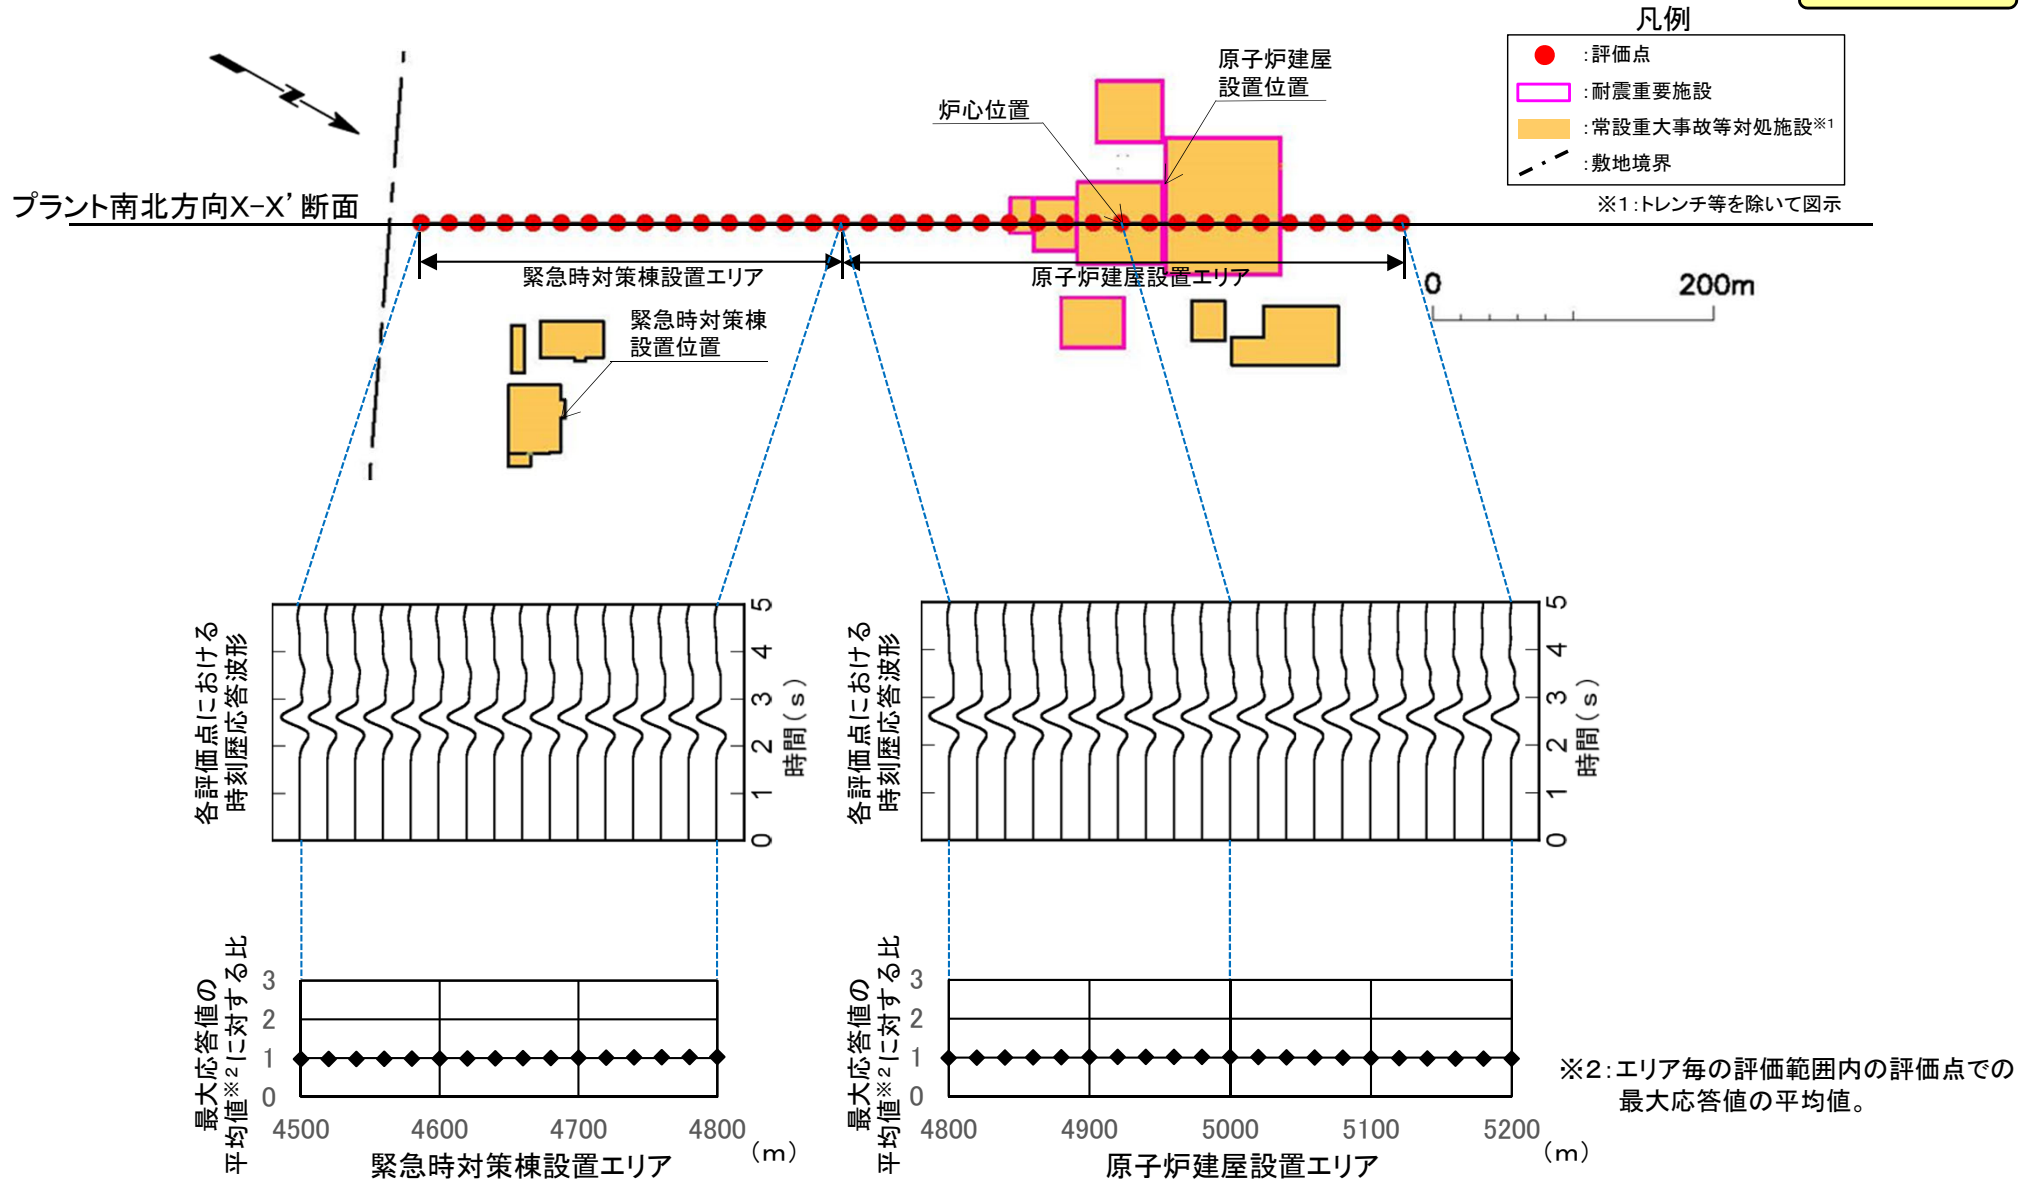 凡例
：評価点
：耐震重要施設
：常設重大事故等対処施設※1
：敷地境界
※1：トレンチ等を除いて図示
原子炉建屋
設置位置
炉心位置
プラント南北方向X-X’断面
緊急時対策棟設置エリア
原子炉建屋設置エリア
0
200m
緊急時対策棟
設置位置
各評価点における
時刻歴応答波形
5
4
3
2
1
0
時間(s)
各評価点における
時刻歴応答波形
5
4
3
2
1
0
時間(s)
最大応答値の
平均値※2に対する比
3
2
1
0
4500
4600
4700
4800
(m)
緊急時対策棟設置エリア
最大応答値の
平均値※2に対する比
3
2
1
0
4800
4900
5000
5100
5200
(m)
原子炉建屋設置エリア
※2：エリア毎の評価範囲内の評価点での
最大応答値の平均値。